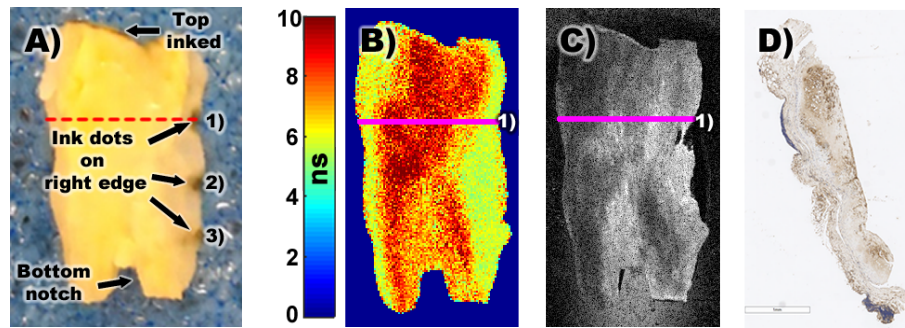 A)
Top
inked
1)
Ink dots
on
right edge
2)
3)
Bottom
notch
10
8
6
4
2
0
ns
B)
1)
C)
1)
D)